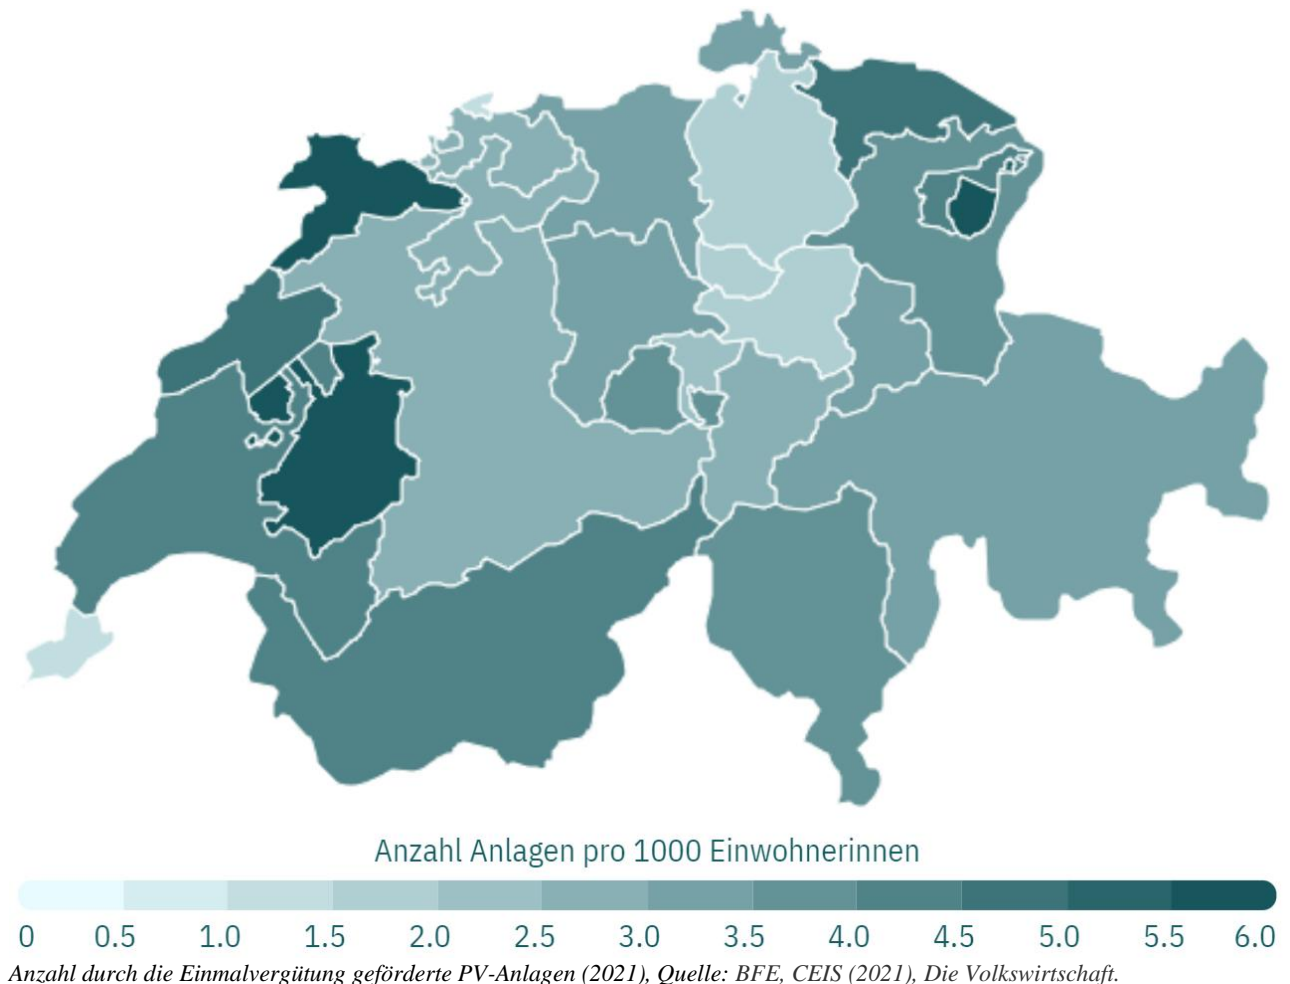 Anzahl Anlagen pro 1000 Einwohnerinnen
0 0.5 1.0 1.5 2.0 2.5 3.0 3.5 4.0 4.5 5.0 5.5 6.0
Anzahl durch die Einmalvergütung geförderte PV-Anlagen (2021), Quelle: BFE, CEIS (2021), Die Volkswirtschaft.